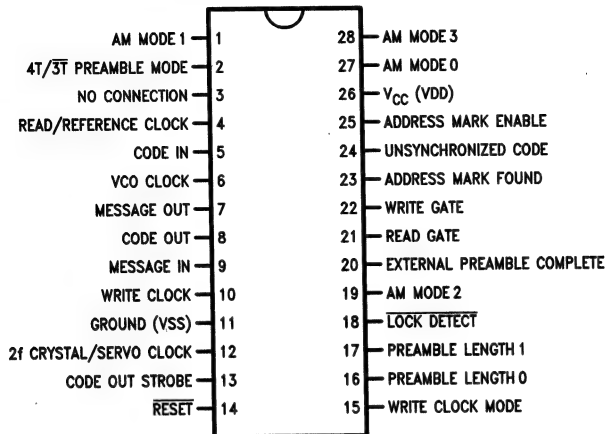 AM MODE 1 1
4T/3̅T̅ PREAMBLE MODE 2
NO CONNECTION 3
READ/REFERENCE CLOCK 4
CODE IN 5
VCO CLOCK 6
MESSAGE OUT 7
CODE OUT 8
MESSAGE IN 9
WRITE CLOCK 10
GROUND (VSS) 11
2f CRYSTAL/SERVO CLOCK 12
CODE OUT STROBE 13
R̅E̅S̅E̅T̅ 14
28 AM MODE 3
27 AM MODE 0
26 VCC (VDD)
25 ADDRESS MARK ENABLE
24 UNSYNCHRONIZED CODE
23 ADDRESS MARK FOUND
22 WRITE GATE
21 READ GATE
20 EXTERNAL PREAMBLE COMPLETE
19 AM MODE 2
18 L̅O̅C̅K̅ D̅E̅T̅E̅C̅T̅
17 PREAMBLE LENGTH 1
16 PREAMBLE LENGTH 0
15 WRITE CLOCK MODE